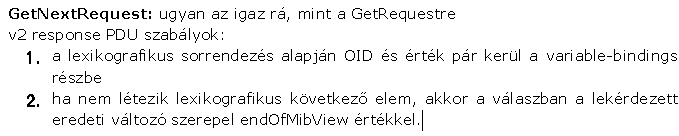 GetNextRequest: ugyan az igaz rá, mint a GetRequestre
v2 response PDU szabályok:
1. a lexikografikus sorrendezés alapján OID és érték pár kerül a variable-bindings
részbe
2. ha nem létezik lexikografikus következő elem, akkor a válaszban a lekérdezett
eredeti változó szerepel endOfMibView értékkel.